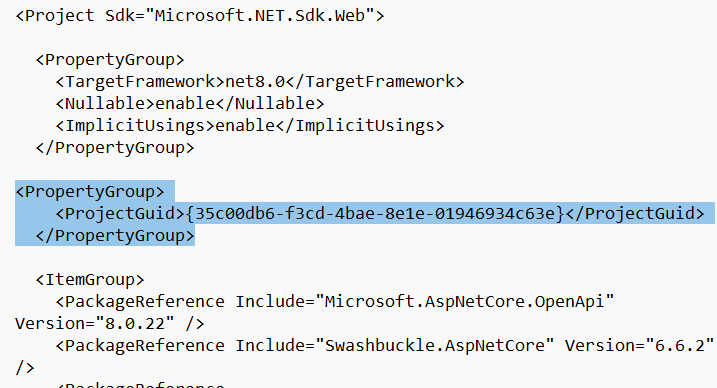 <Project Sdk="Microsoft.NET.Sdk.Web">
<PropertyGroup>
<TargetFramework>net8.0</TargetFramework>
<Nullable>enable</Nullable>
<ImplicitUsings>enable</ImplicitUsings>
</PropertyGroup>
<PropertyGroup>
<ProjectGuid>{35c00db6-f3cd-4bae-8e1e-01946934c63e}</ProjectGuid>
</PropertyGroup>
<ItemGroup>
<PackageReference Include="Microsoft.AspNetCore.OpenApi"
Version="8.0.22" />
<PackageReference Include="Swashbuckle.AspNetCore" Version="6.6.2"
/>
<PackageReference